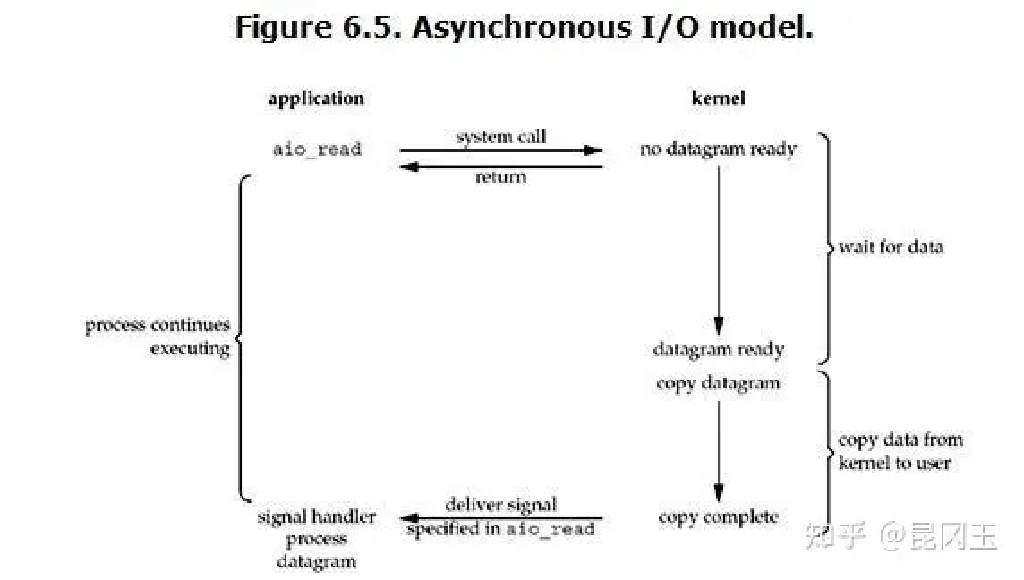 Figure 6.5. Asynchronous I/O model.
application
kernel
aio_read
system call
no datagram ready
return
wait for data
process continues
executing
datagram ready
copy datagram
copy data from
kernel to user
signal handler
process
datagram
deliver signal
specified in aio_read
copy complete
知乎 @昆冈玉